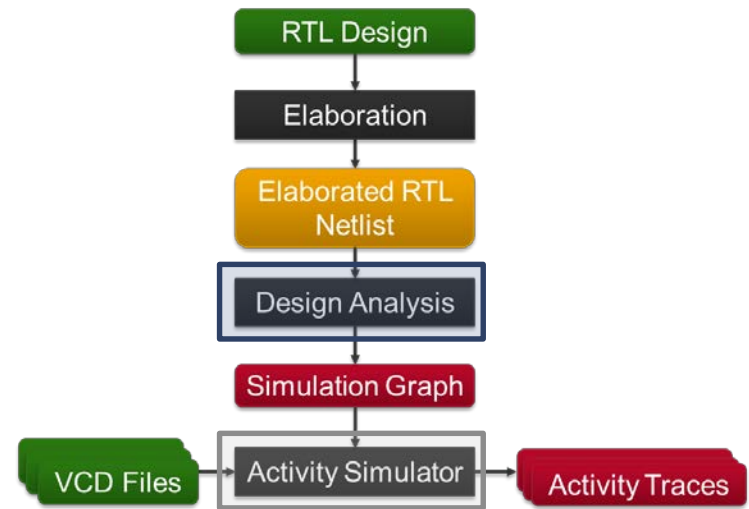 RTL Design
Elaboration
Elaborated RTL
Netlist
Design Analysis
Simulation Graph
VCD Files
Activity Simulator
Activity Traces